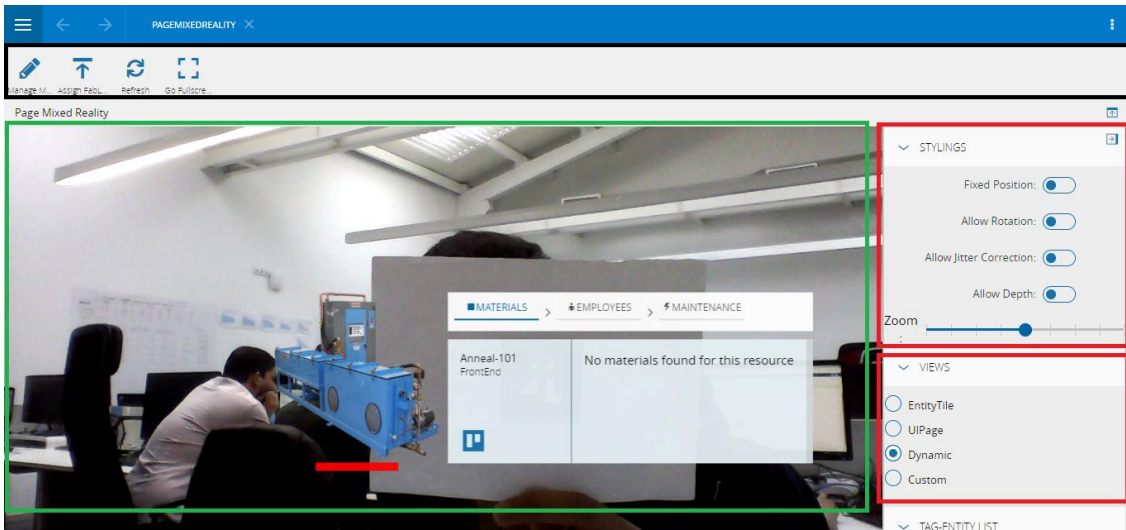 PAGEMIXEDREALITY
Manage M... Assign Fabu... Refresh Go Fullscre...
Page Mixed Reality
STYLINGS
Fixed Position:
Allow Rotation:
Allow Jitter Correction:
Allow Depth:
Zoom
:
MATERIALS > EMPLOYEES > MAINTENANCE
Anneal-101
FrontEnd
No materials found for this resource
VIEWS
EntityTile
UIPage
Dynamic
Custom
TAG-ENTITY LIST